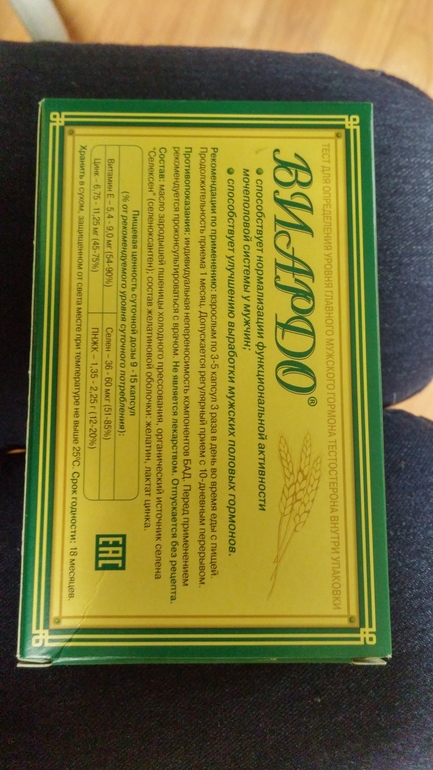 ТЕСТ ДЛЯ ОПРЕДЕЛЕНИЯ УРОВНЯ ГЛАВНОГО МУЖСКОГО ГОРМОНА ТЕСТОСТЕРОНА ВНУТРИ УПАКОВКИ
ВИАРДО®
● способствует нормализации функциональной активности
мочеполовой системы у мужчин;
● способствует улучшению выработки мужских половых гормонов.
Рекомендации по применению: взрослым по 3-5 капсул 3 раза в день во время еды с пищей.
Продолжительность приема 1 месяц. Допускается регулярный прием с 10-дневным перерывом.
Противопоказания: индивидуальная непереносимость компонентов БАД. Перед применением
рекомендуется проконсультироваться с врачом. Не является лекарством. Отпускается без рецепта.
Состав: масло зародышей пшеницы холодного прессования, органический источник селена
"Селексен" (селеноксантен); состав желатиновой оболочки: желатин, лактат цинка.
Пищевая ценность суточной дозы 9 -15 капсул
(% от рекомендуемого уровня суточного потребления):
Витамин Е – 5,4 - 9,0 мг (54-90%) Селен – 36 - 60 мкг (51-85%)
Цинк – 6,75 - 11,25 мг (45-75%) ПНЖК – 1,35 - 2,25 г (12-20%)
Хранить в сухом, защищенном от света месте при температуре не выше 25°С. Срок годности: 18 месяцев.
EAC